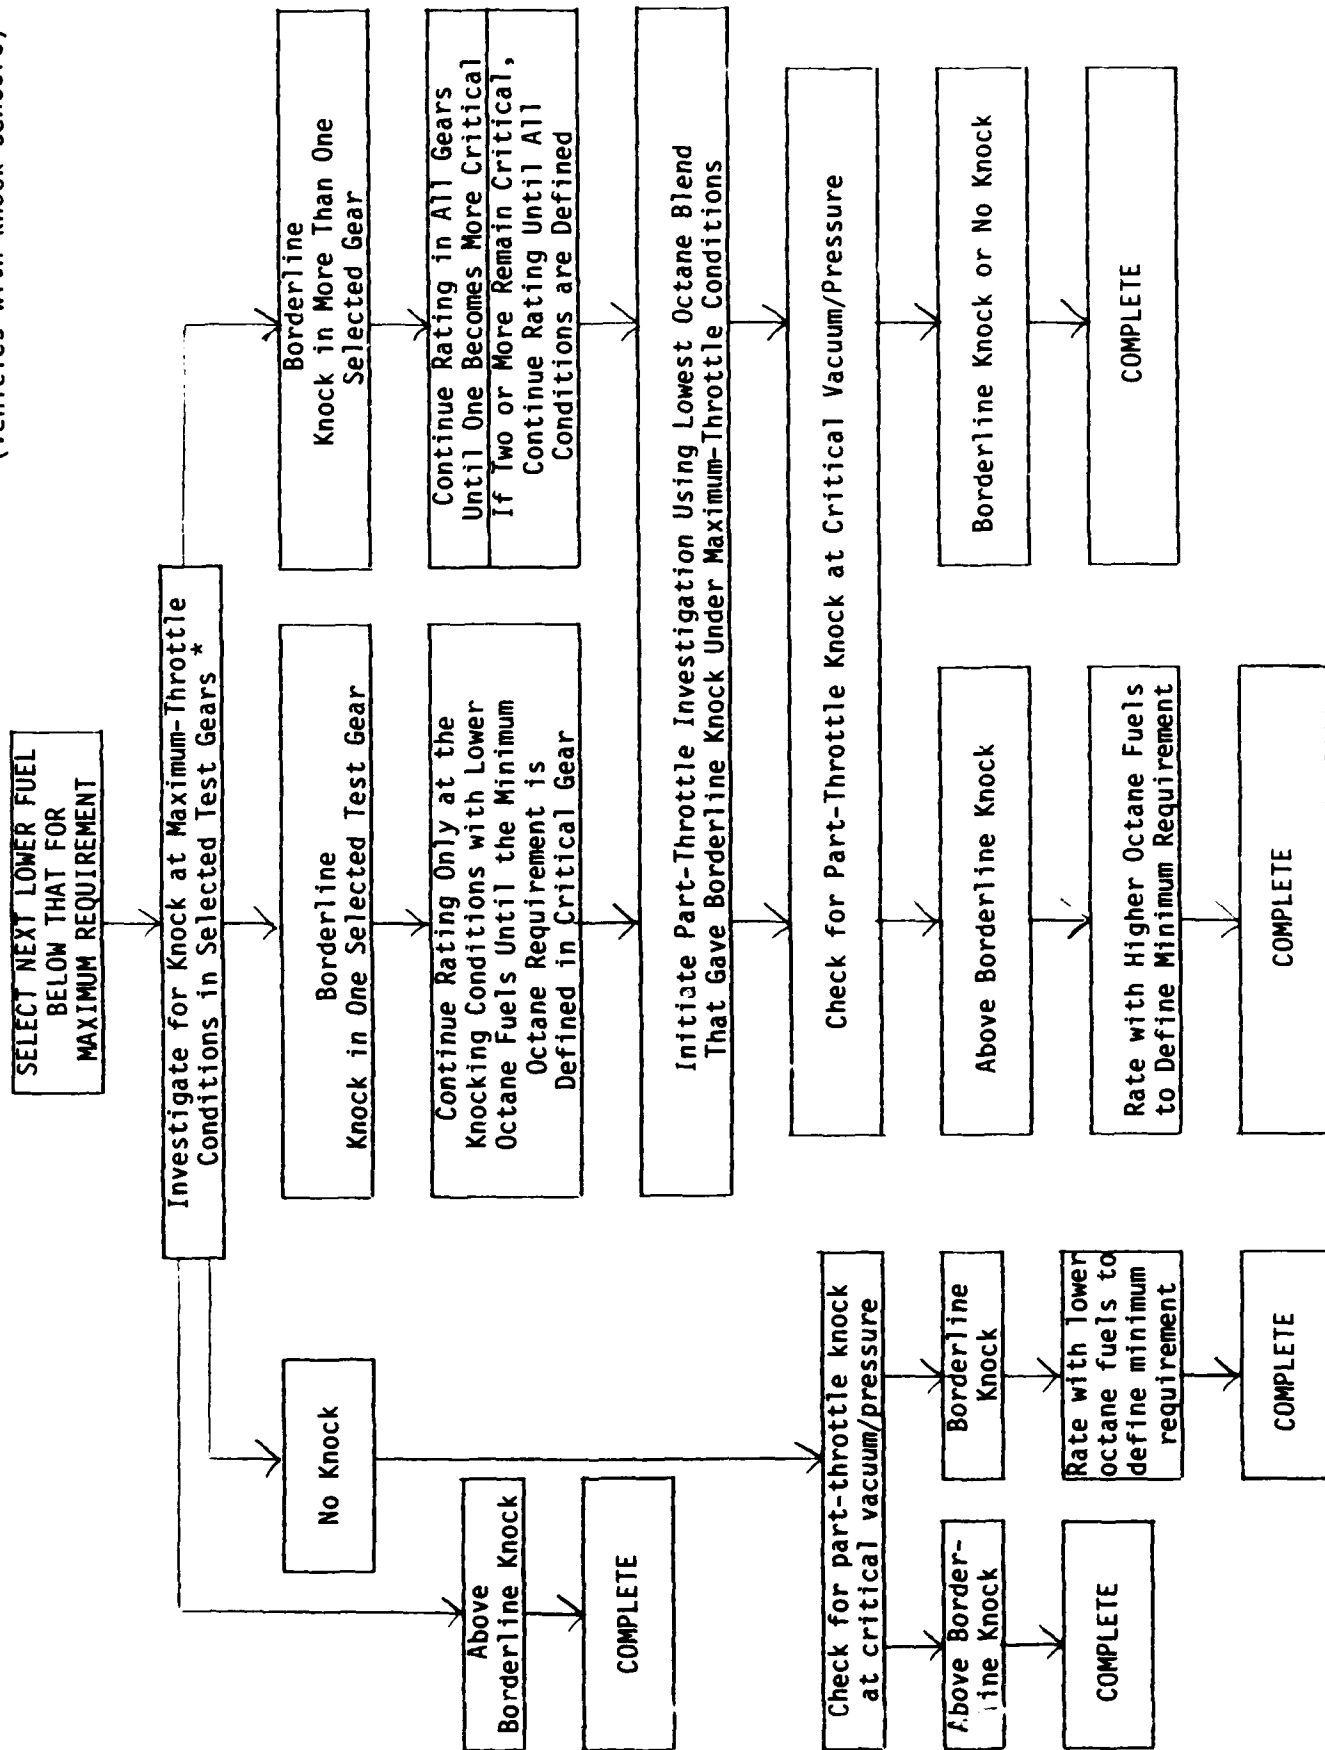 (Vehicles with Knock Sensors)
SELECT NEXT LOWER FUEL
BELOW THAT FOR
MAXIMUM REQUIREMENT
Investigate for Knock at Maximum-Throttle
Conditions in Selected Test Gears *
No Knock
Above
Borderline Knock
COMPLETE
Check for part-throttle knock
at critical vacuum/pressure
Above Border-
line Knock
COMPLETE
Borderline
Knock
Rate with lower
octane fuels to
define minimum
requirement
COMPLETE
Borderline
Knock in One Selected Test Gear
Continue Rating Only at the
Knocking Conditions with Lower
Octane Fuels Until the Minimum
Octane Requirement is
Defined in Critical Gear
Borderline
Knock in More Than One
Selected Gear
Continue Rating in All Gears
Until One Becomes More Critical
If Two or More Remain Critical,
Continue Rating Until All
Conditions are Defined
Initiate Part-Throttle Investigation Using Lowest Octane Blend
That Gave Borderline Knock Under Maximum-Throttle Conditions
Check for Part-Throttle Knock at Critical Vacuum/Pressure
Above Borderline Knock
Rate with Higher Octane Fuels
to Define Minimum Requirement
COMPLETE
Borderline Knock or No Knock
COMPLETE